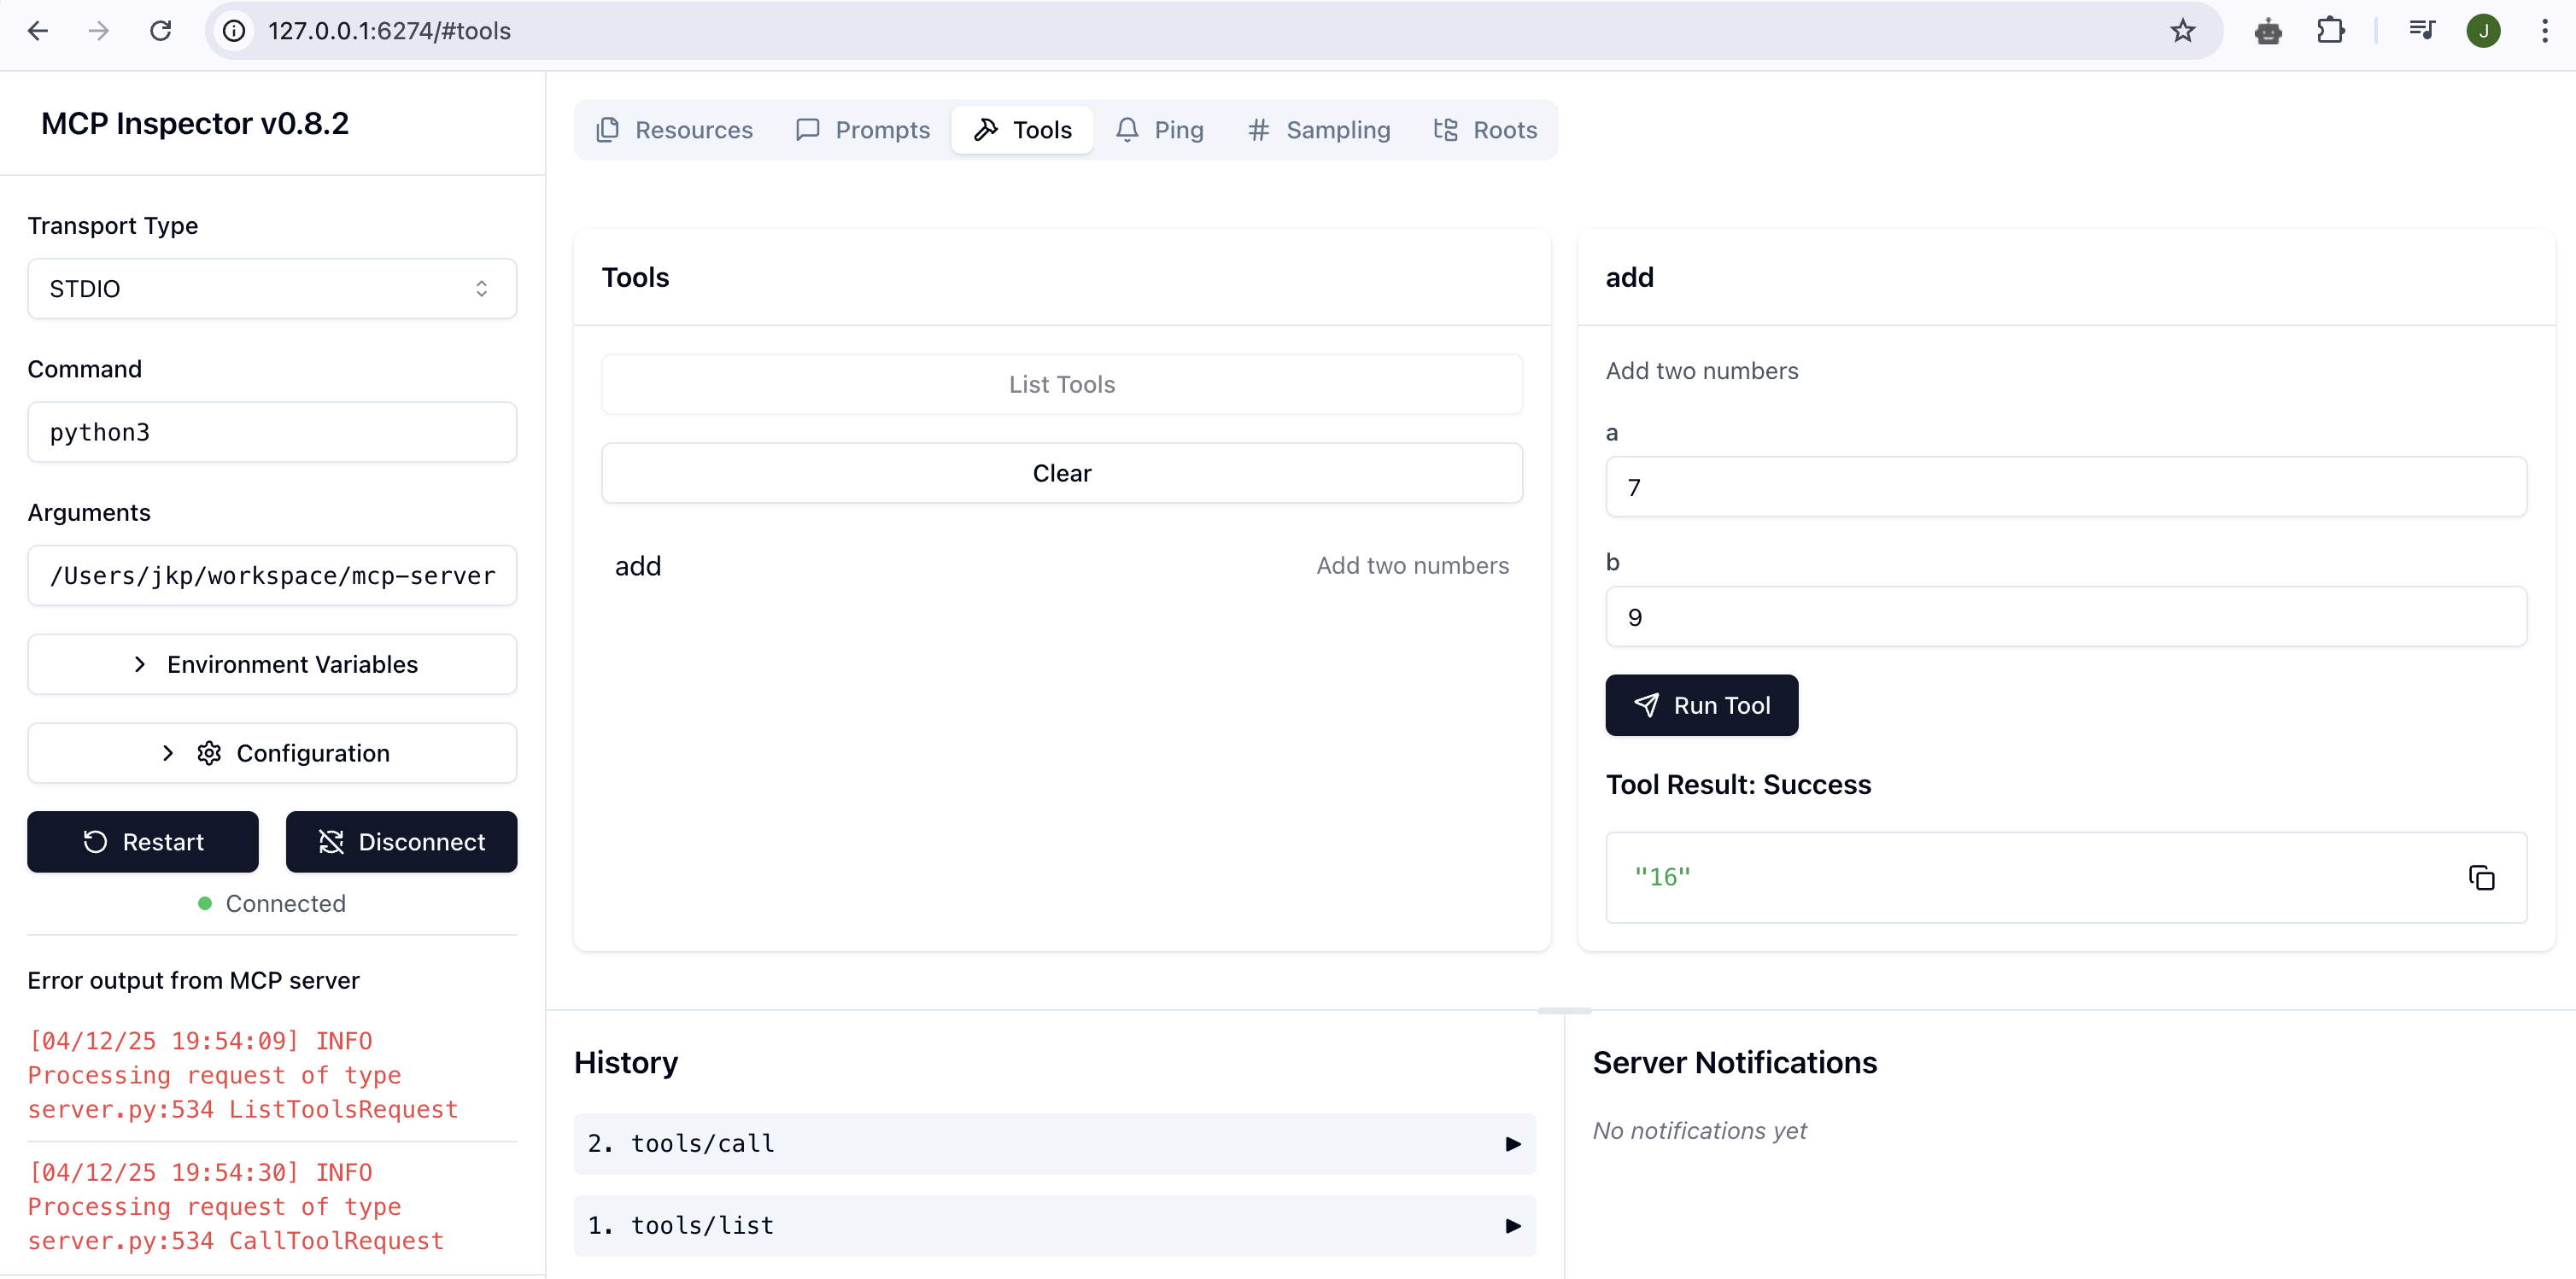 127.0.0.1:6274/#tools
J
MCP Inspector v0.8.2
Transport Type
STDIO
Command
python3
Arguments
/Users/jkp/workspace/mcp-server
Environment Variables
Configuration
Restart
Disconnect
Connected
Error output from MCP server
[04/12/25 19:54:09] INFO
Processing request of type
server.py:534 ListToolsRequest
[04/12/25 19:54:30] INFO
Processing request of type
server.py:534 CallToolRequest
Resources
Prompts
Tools
Ping
Sampling
Roots
Tools
List Tools
Clear
add
Add two numbers
add
Add two numbers
a
7
b
9
Run Tool
Tool Result: Success
"16"
History
2. tools/call
1. tools/list
Server Notifications
No notifications yet